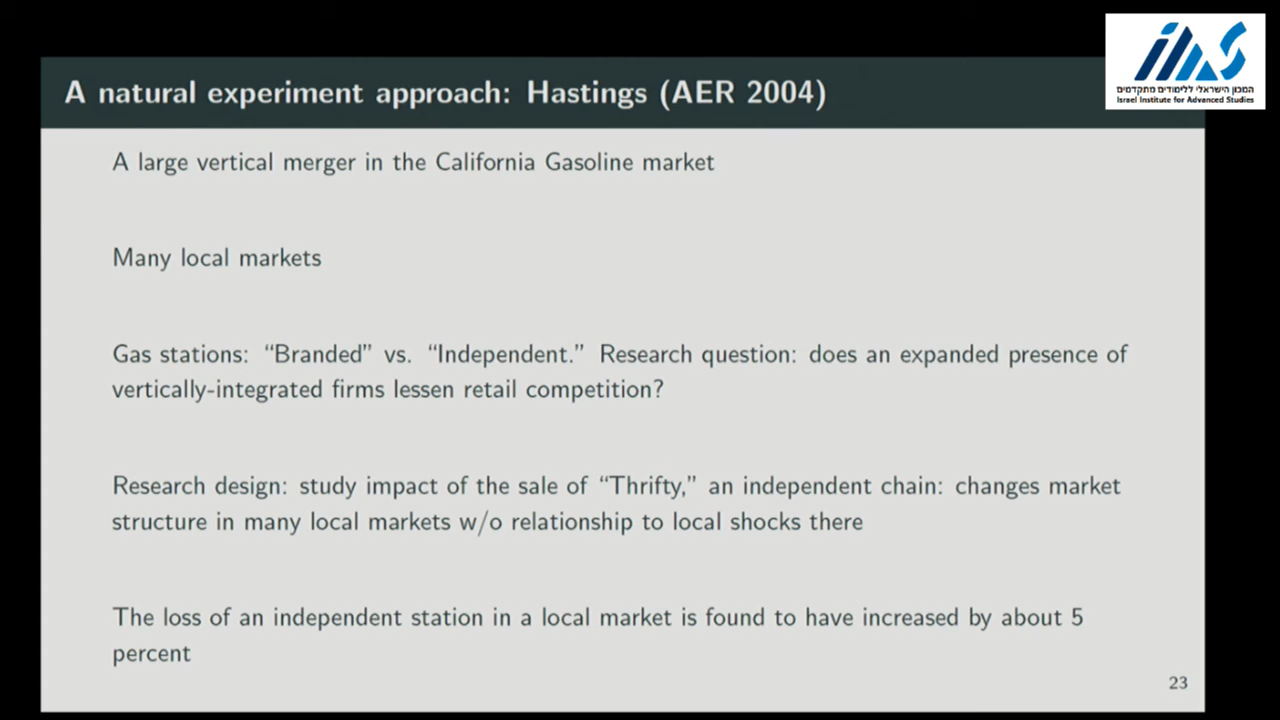 A natural experiment approach: Hastings (AER 2004)
המכון הישראלי ללימודים מתקדמים
Israel Institute for Advanced Studies
A large vertical merger in the California Gasoline market
Many local markets
Gas stations: “Branded” vs. “Independent.” Research question: does an expanded presence of
vertically-integrated firms lessen retail competition?
Research design: study impact of the sale of “Thrifty,” an independent chain: changes market
structure in many local markets w/o relationship to local shocks there
The loss of an independent station in a local market is found to have increased by about 5
percent
23